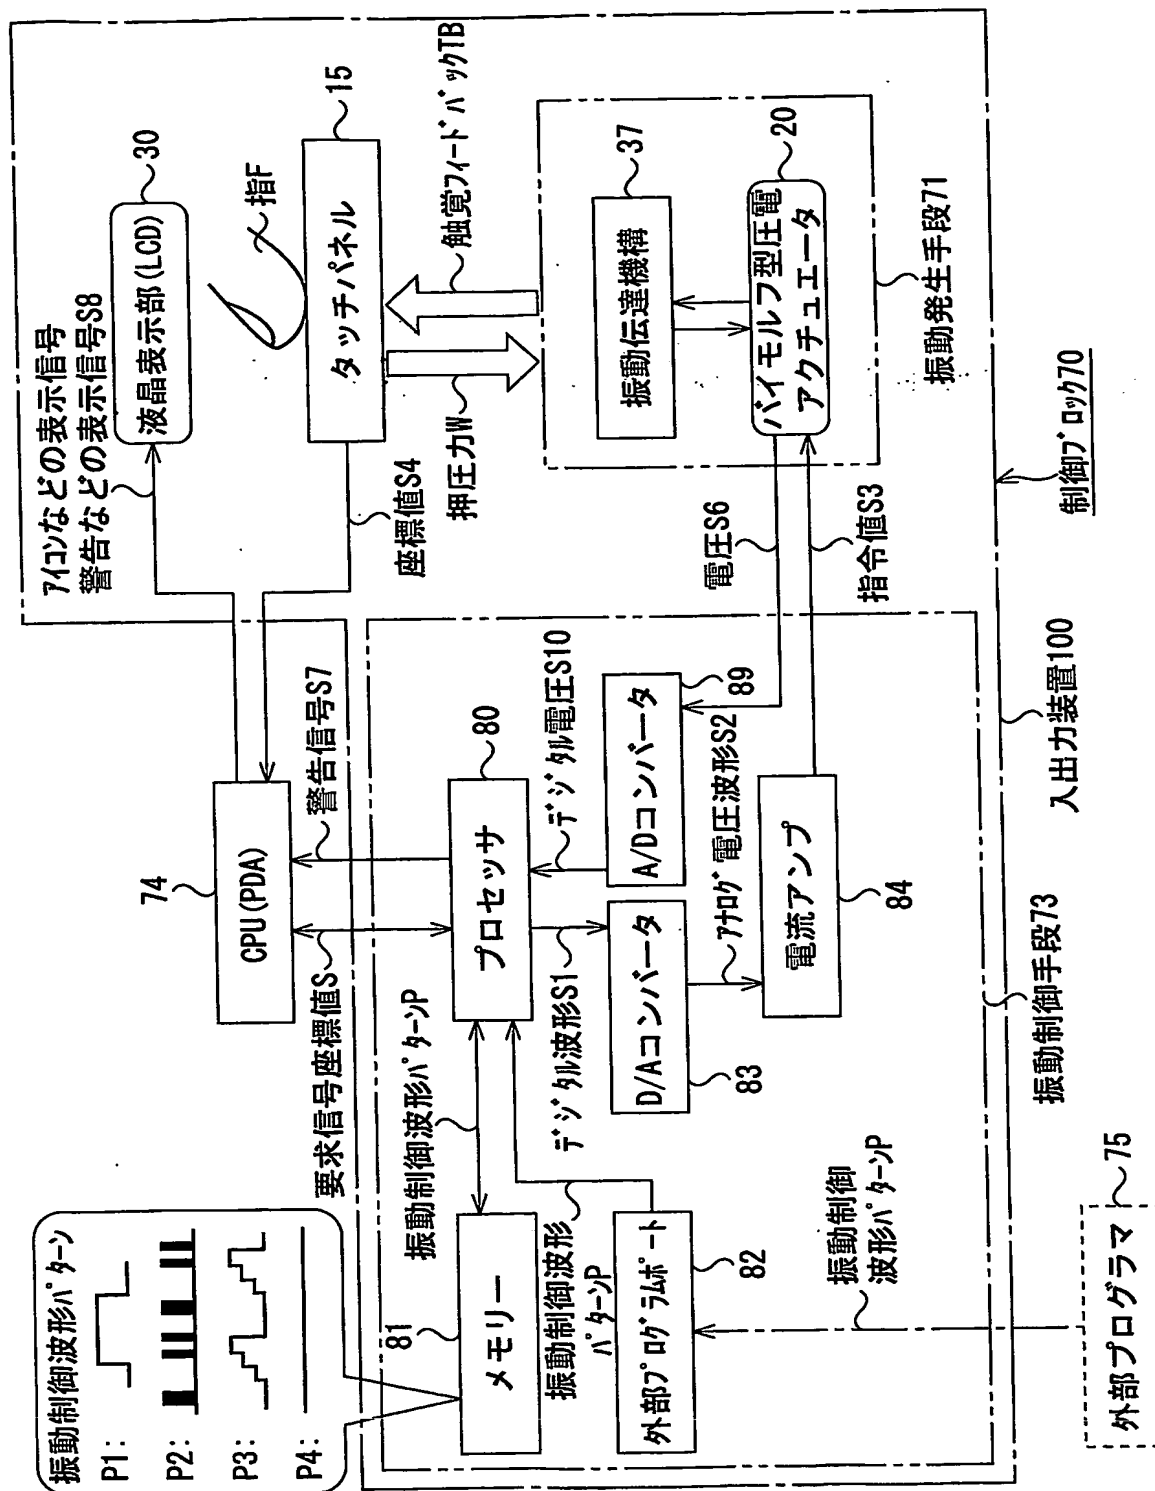 振動制御波形パターン
P1:
P2:
P3:
P4:
メモリー
81
振動制御波形パターンP
要求信号座標値S
74
CPU(PDA)
警告信号S7
アイコンなどの表示信号
警告などの表示信号S8
液晶表示部(LCD)
30
指F
タッチパネル
15
座標値S4
押圧力W
触覚フィードバックTB
プロセッサ
80
デジタル波形S1
デジタル電圧S10
D/Aコンバータ
83
A/Dコンバータ
89
アナログ電圧波形S2
電流アンプ
84
電圧S6
指令値S3
振動伝達機構
37
バイモルフ型圧電
アクチュエータ
20
振動発生手段71
制御ブロック70
入出力装置100
振動制御手段73
振動制御波形
パターンP
外部プログラムポート
82
振動制御
波形パターンP
外部プログラマ
75